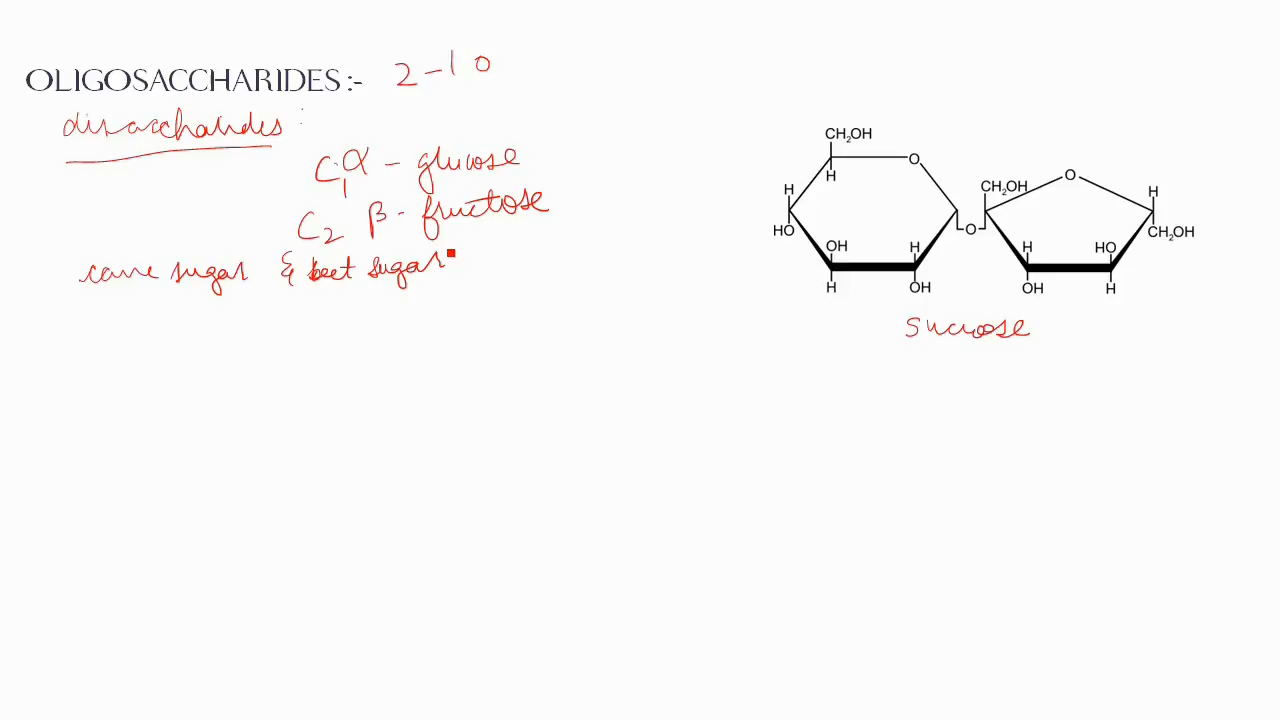 OLIGOSACCHARIDES :- 2-10
disaccharides :
C1 α - glucose
C2 β - fructose
cane sugar & beet sugar
CH2OH
O
H
H
HO
OH
H
H
OH
O
CH2OH
O
H
CH2OH
H
HO
OH
H
sucrose